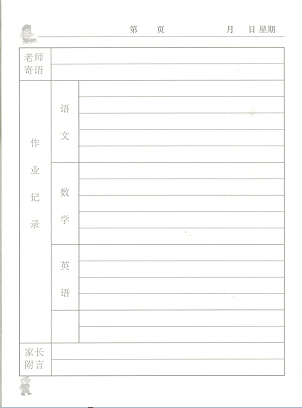 第 页 月 日 星期
老师
寄语
作业记录
语文
数学
英语
家长
附言